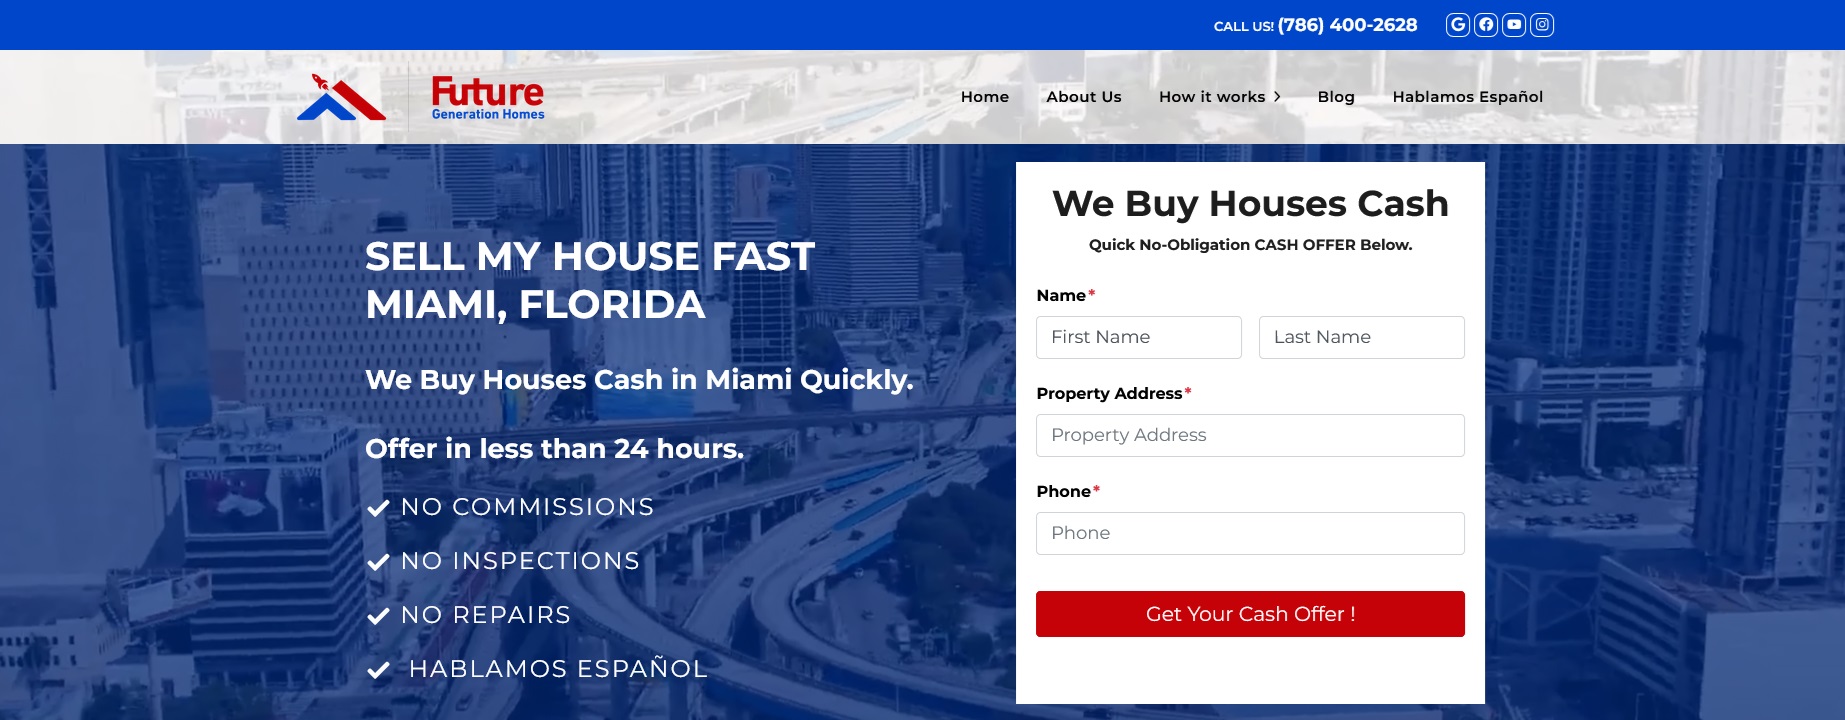 CALL US! (786) 400-2628
Future
Generation Homes
Home
About Us
How it works
Blog
Hablamos Español
SELL MY HOUSE FAST
MIAMI, FLORIDA
We Buy Houses Cash in Miami Quickly.
Offer in less than 24 hours.
NO COMMISSIONS
NO INSPECTIONS
NO REPAIRS
HABLAMOS ESPAÑOL
We Buy Houses Cash
Quick No-Obligation CASH OFFER Below.
Name*
First Name
Last Name
Property Address*
Property Address
Phone*
Phone
Get Your Cash Offer !